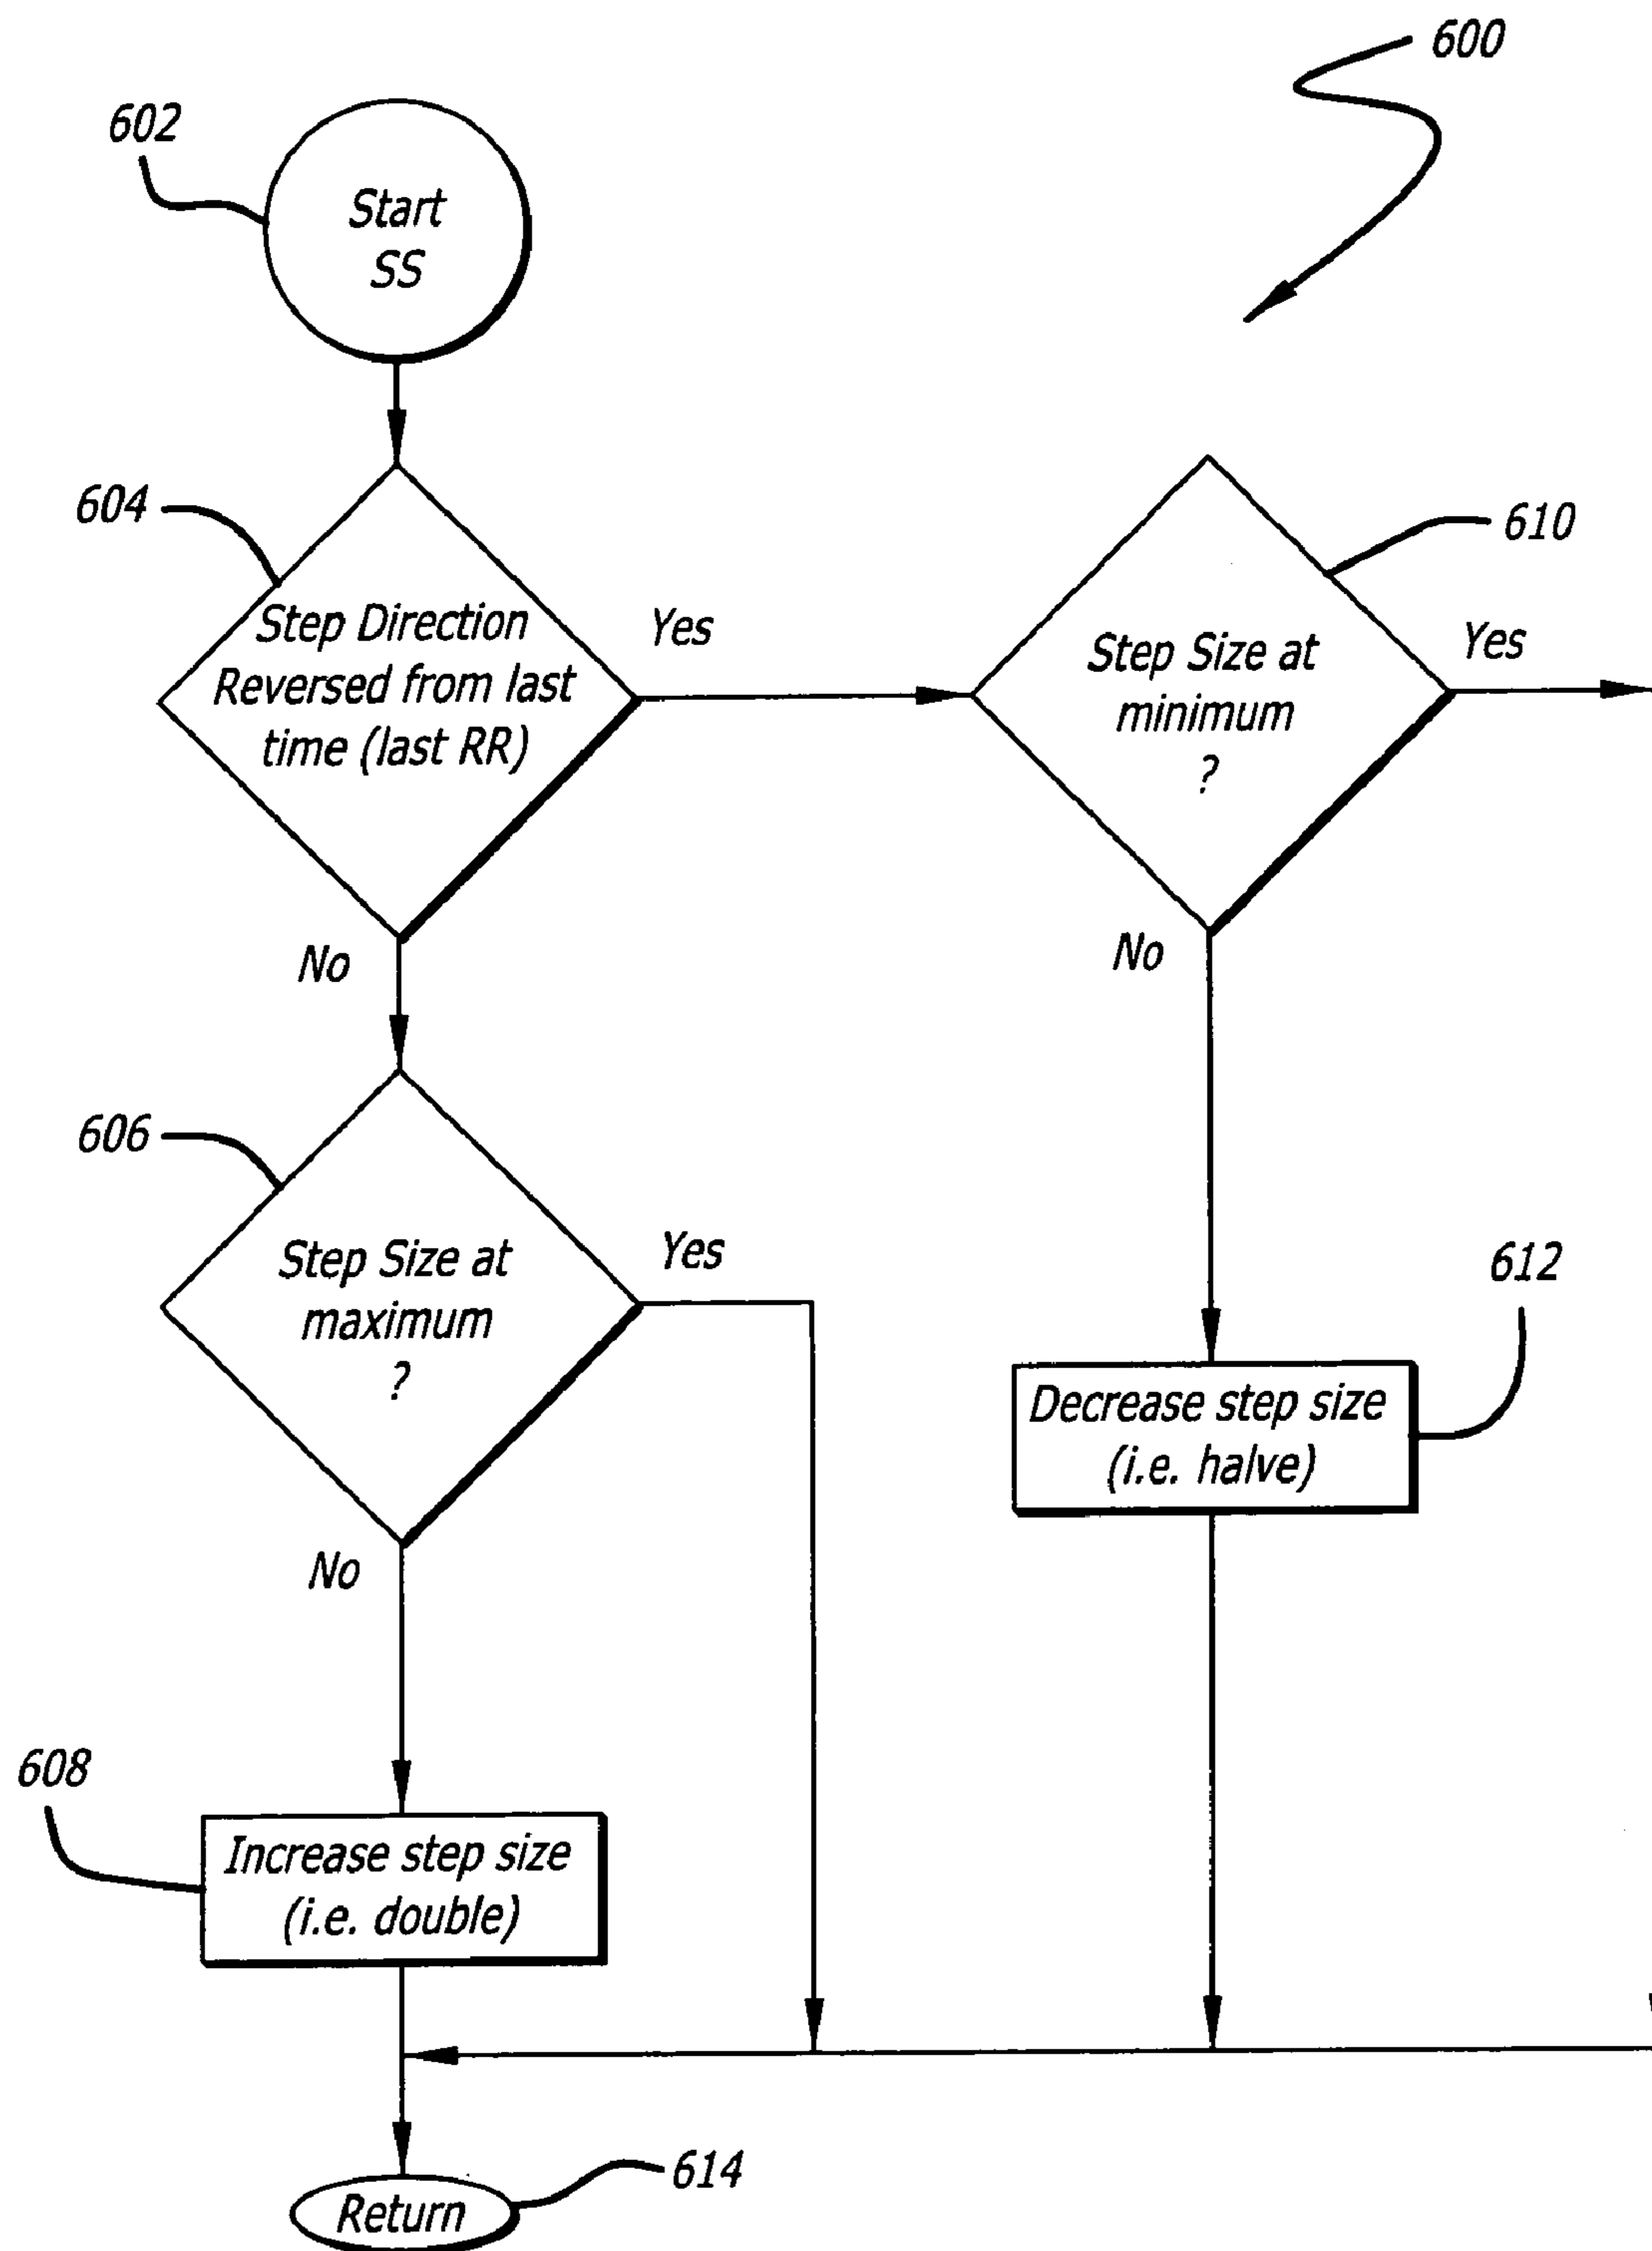 600
602
Start
SS
604
Step Direction
Reversed from last
time (last RR)
Yes
610
Step Size at
minimum
?
Yes
No
No
606
Step Size at
maximum
?
Yes
612
Decrease step size
(i.e. halve)
No
608
Increase step size
(i.e. double)
614
Return